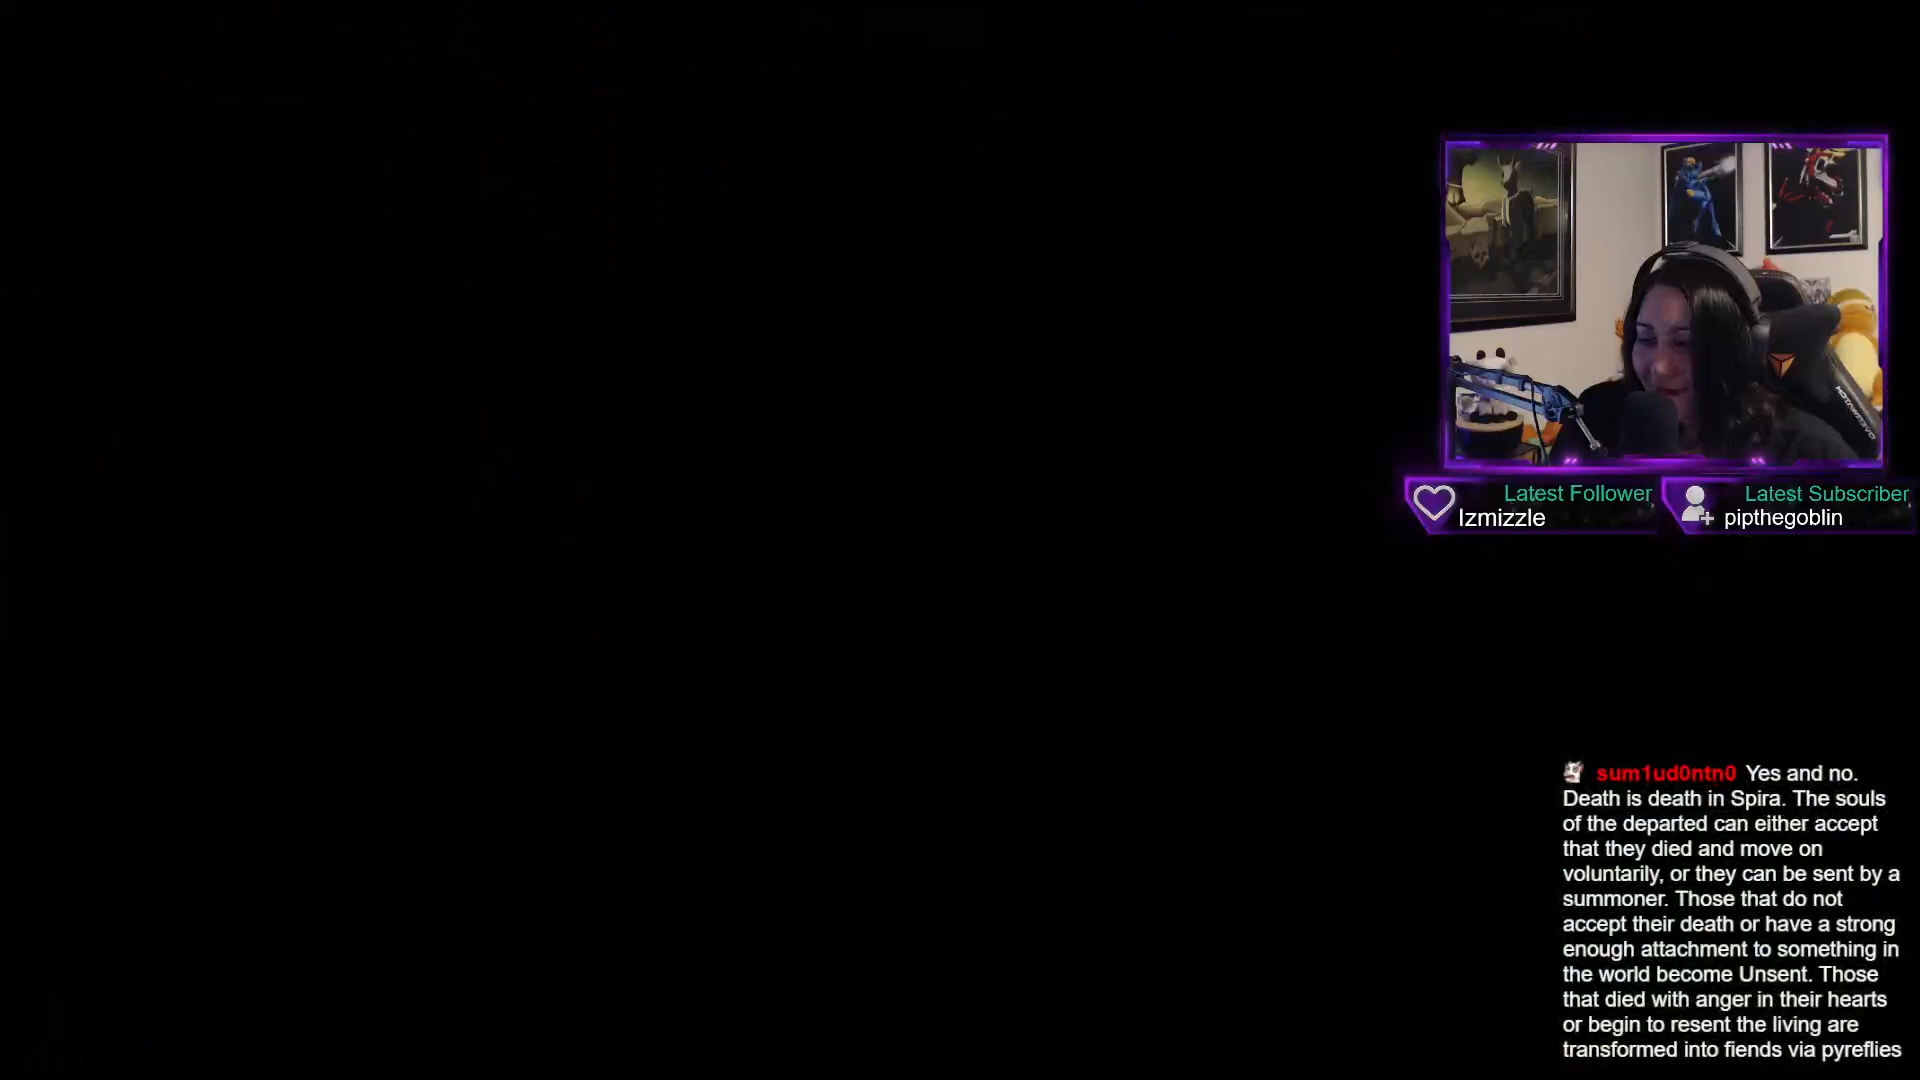 Latest Follower
Izmizzle
Latest Subscriber
pipthegoblin
sum1ud0ntn0 Yes and no.
Death is death in Spira. The souls
of the departed can either accept
that they died and move on
voluntarily, or they can be sent by a
summoner. Those that do not
accept their death or have a strong
enough attachment to something in
the world become Unsent. Those
that died with anger in their hearts
or begin to resent the living are
transformed into fiends via pyreflies